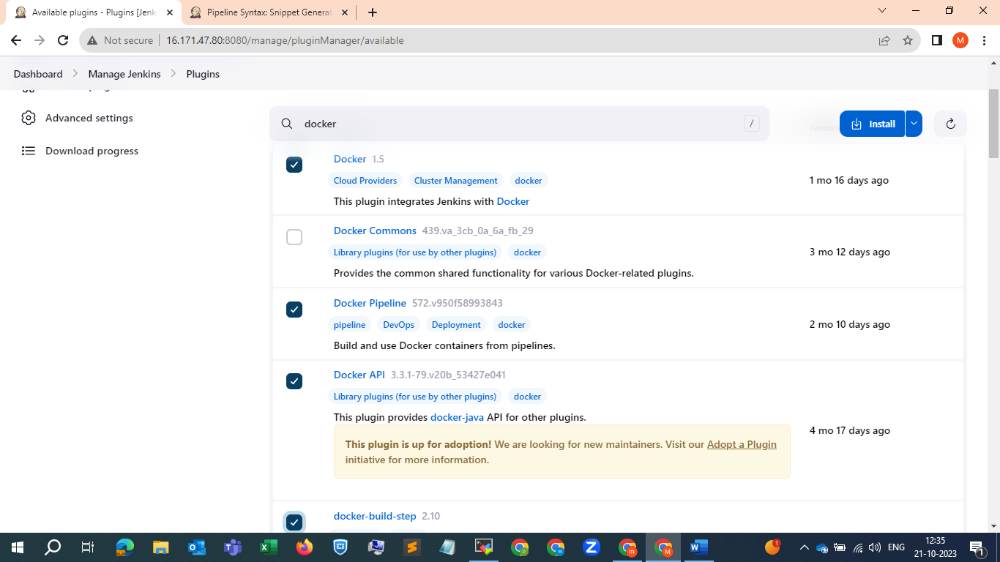 Available plugins - Plugins [Jenk
Pipeline Syntax: Snippet Generat
Not secure
16.171.47.80:8080/manage/pluginManager/available
M
Dashboard
Manage Jenkins
Plugins
Advanced settings
Download progress
docker
/
Install
Docker 1.5
Cloud Providers
Cluster Management
docker
This plugin integrates Jenkins with Docker
1 mo 16 days ago
Docker Commons 439.va_3cb_0a_6a_fb_29
Library plugins (for use by other plugins)
docker
Provides the common shared functionality for various Docker-related plugins.
3 mo 12 days ago
Docker Pipeline 572.v950f58993843
pipeline
DevOps
Deployment
docker
Build and use Docker containers from pipelines.
2 mo 10 days ago
Docker API 3.3.1-79.v20b_53427e041
Library plugins (for use by other plugins)
docker
This plugin provides docker-java API for other plugins.
This plugin is up for adoption! We are looking for new maintainers. Visit our Adopt a Plugin
initiative for more information.
4 mo 17 days ago
docker-build-step 2.10
ENG
12:35
21-10-2023
1
1